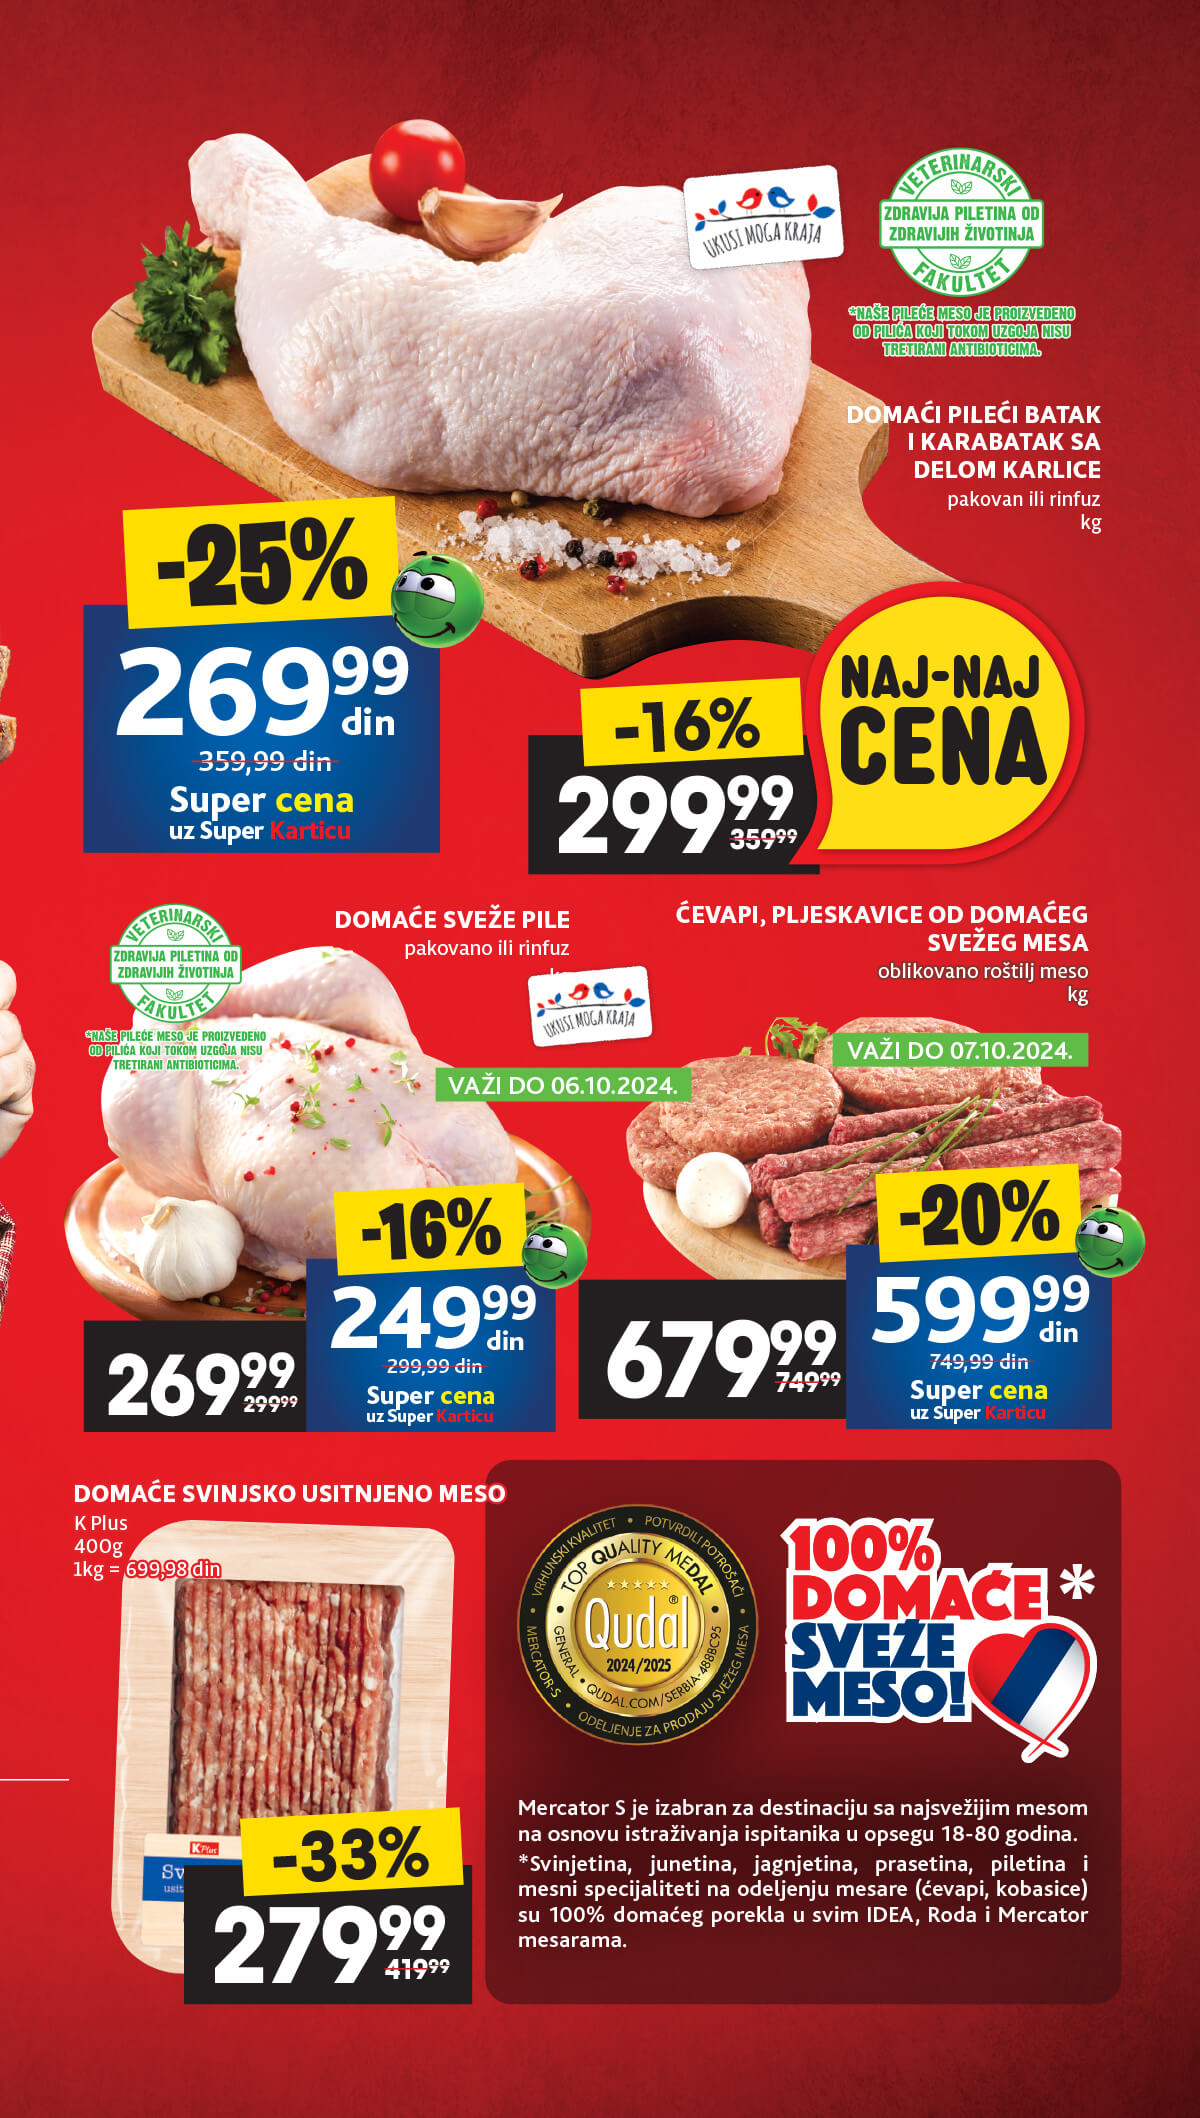 UKUSI MOGA KRAJA
VETERINARSKI
ZDRAVIJA PILETINA OD
ZDRAVIJIH ŽIVOTINJA
FAKULTET
*NAŠE PILEĆE MESO JE PROIZVEDENO
OD PILIĆA KOJI TOKOM UZGOJA NISU
TRETIRANI ANTIBIOTICIMA.
DOMAĆI PILEĆI BATAK
I KARABATAK SA
DELOM KARLICE
pakovan ili rinfuz
kg
-25%
269 99
din
359,99 din
Super cena
uz Super Karticu
-16%
299 99
359 99
NAJ-NAJ
CENA
VETERINARSKI
ZDRAVIJA PILETINA OD
ZDRAVIJIH ŽIVOTINJA
FAKULTET
*NAŠE PILEĆE MESO JE PROIZVEDENO
OD PILIĆA KOJI TOKOM UZGOJA NISU
TRETIRANI ANTIBIOTICIMA.
DOMAĆE SVEŽE PILE
pakovano ili rinfuz
kg
UKUSI MOGA KRAJA
VAŽI DO 06.10.2024.
-16%
249 99
din
299,99 din
Super cena
uz Super Karticu
269 99
299 99
ĆEVAPI, PLJESKAVICE OD DOMAĆEG
SVEŽEG MESA
oblikovano roštilj meso
kg
VAŽI DO 07.10.2024.
-20%
599 99
din
749,99 din
Super cena
uz Super Karticu
679 99
749 99
DOMAĆE SVINJSKO USITNJENO MESO
K Plus
400g
1kg = 699,98 din
K Plus
Sv
usit
-33%
279 99
419 99
VRHUNSKI KVALITET • POTVRDILI POTROŠAČI
TOP QUALITY MEDAL
Qudal®
2024/2025
GENERAL • QUDAL.COM/SERBIA-488BC95
MERCATOR-S • ODELJENJE ZA PRODAJU SVEŽEG MESA
100%
DOMAĆE*
SVEŽE
MESO!
Mercator S je izabran za destinaciju sa najsvežijim mesom
na osnovu istraživanja ispitanika u opsegu 18-80 godina.
*Svinjetina, junetina, jagnjetina, prasetina, piletina i
mesni specijaliteti na odeljenju mesare (ćevapi, kobasice)
su 100% domaćeg porekla u svim IDEA, Roda i Mercator
mesarama.